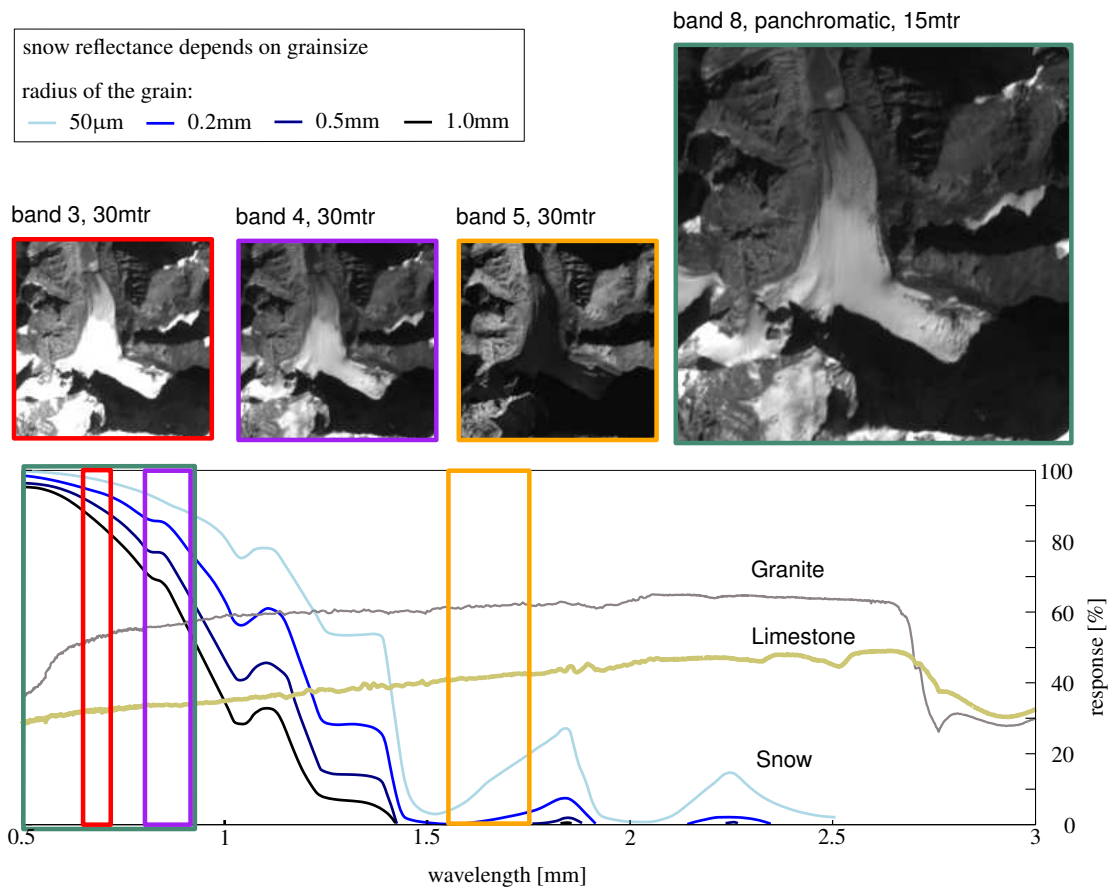 band 8, panchromatic, 15mtr
snow reflectance depends on grainsize
radius of the grain:
50μm 0.2mm 0.5mm 1.0mm
band 3, 30mtr
band 4, 30mtr
band 5, 30mtr
100
80
60
40
20
0
response [%]
Granite
Limestone
Snow
0.5 1 1.5 2 2.5 3
wavelength [mm]